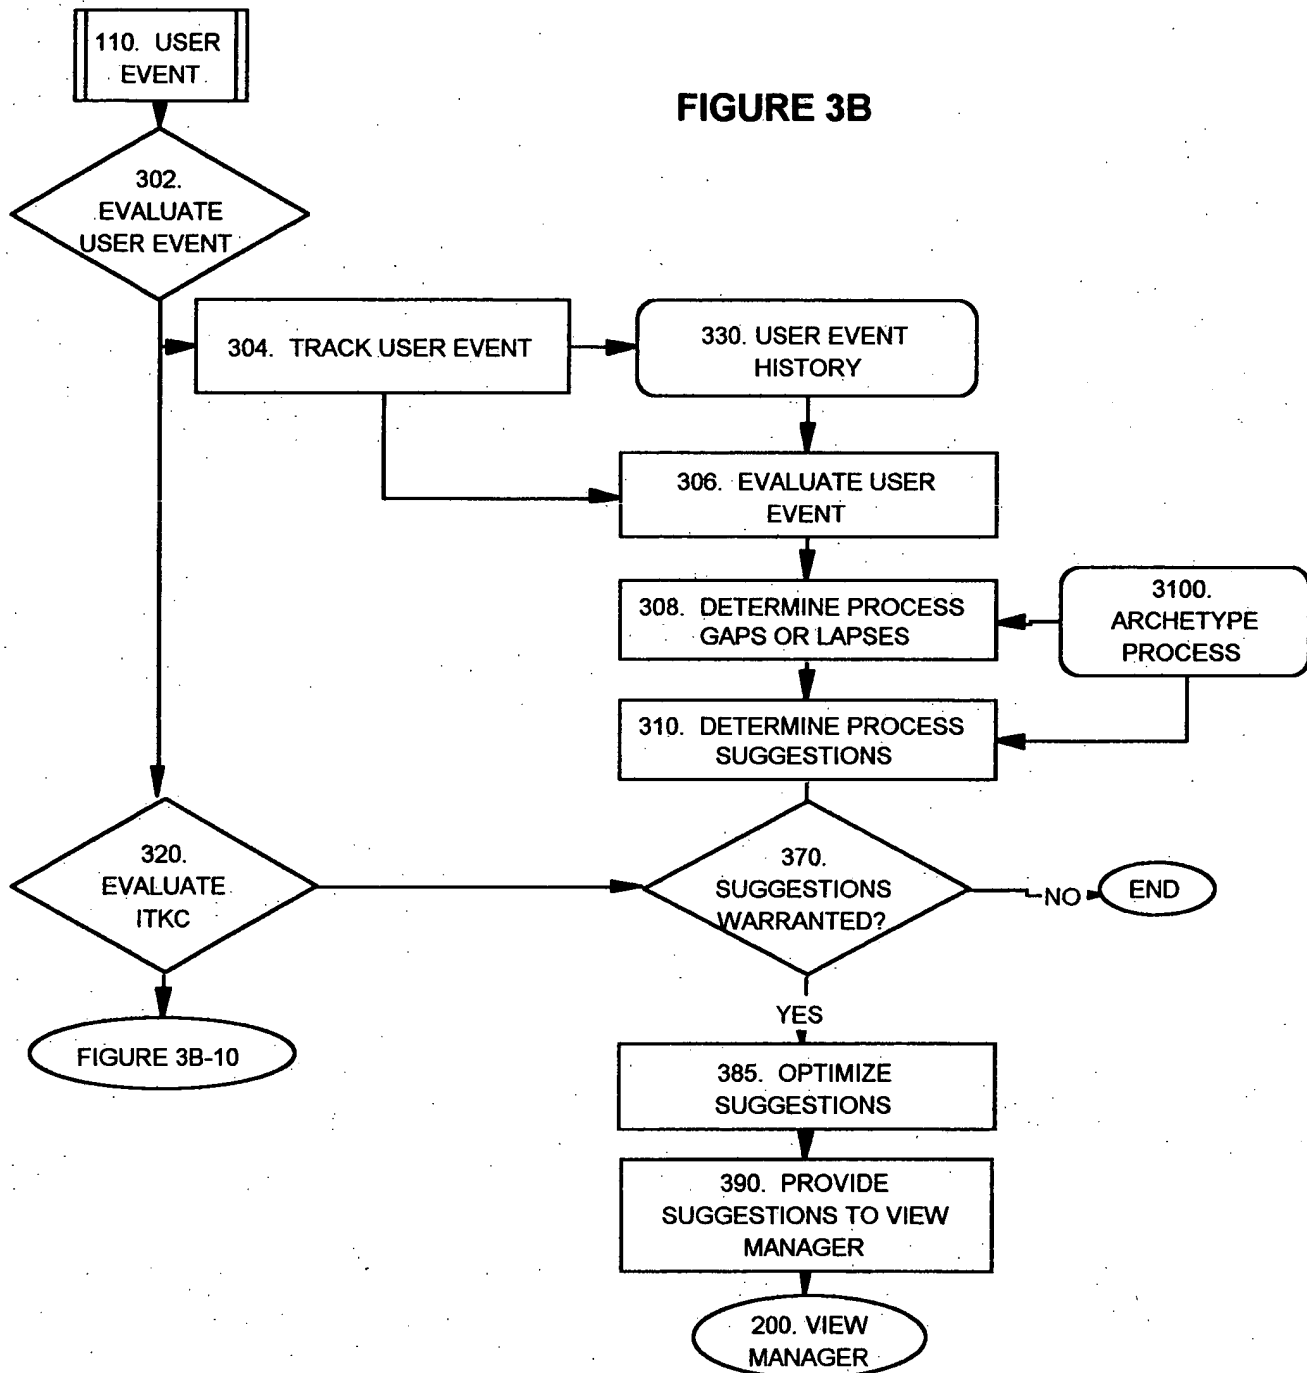 110. USER
EVENT
FIGURE 3B
302.
EVALUATE
USER EVENT
304. TRACK USER EVENT
330. USER EVENT
HISTORY
306. EVALUATE USER
EVENT
308. DETERMINE PROCESS
GAPS OR LAPSES
3100.
ARCHETYPE
PROCESS
310. DETERMINE PROCESS
SUGGESTIONS
320.
EVALUATE
ITKC
370.
SUGGESTIONS
WARRANTED?
NO
END
YES
FIGURE 3B-10
385. OPTIMIZE
SUGGESTIONS
390. PROVIDE
SUGGESTIONS TO VIEW
MANAGER
200. VIEW
MANAGER